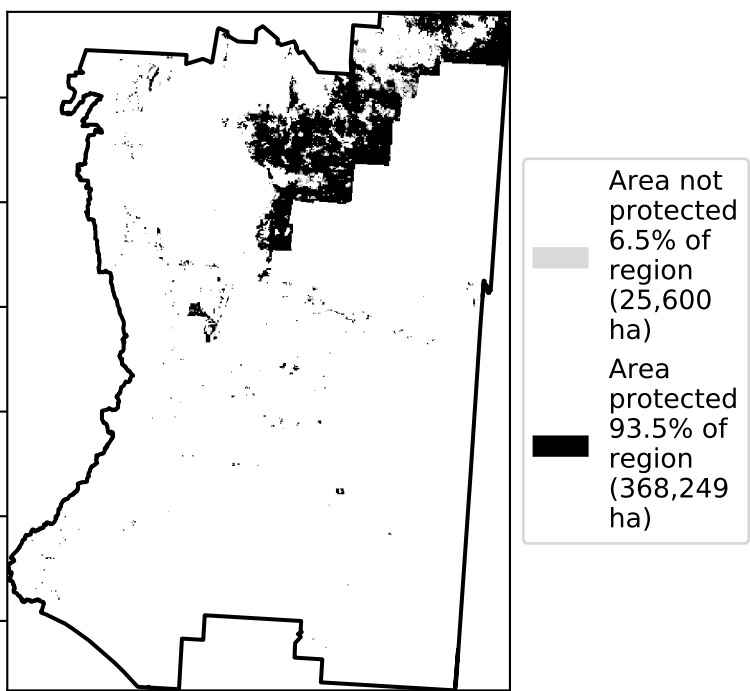 Area not
protected
6.5% of
region
(25,600
ha)
Area
protected
93.5% of
region
(368,249
ha)